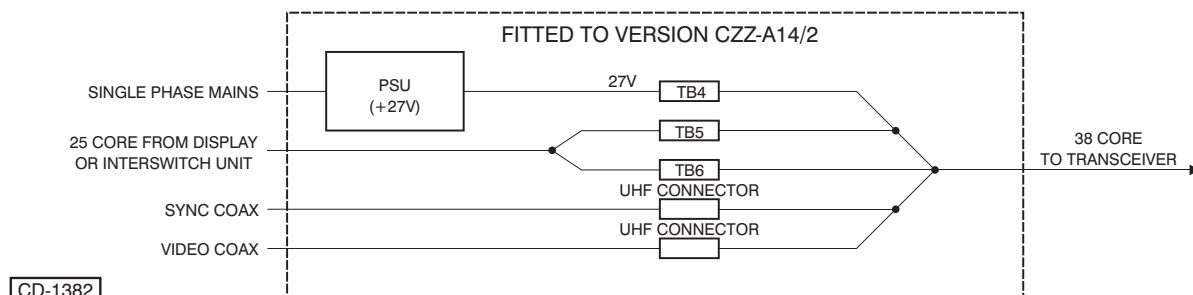 FITTED TO VERSION CZZ-A14/2
SINGLE PHASE MAINS
PSU
(+27V)
27V
TB4
25 CORE FROM DISPLAY
OR INTERSWITCH UNIT
TB5
TB6
38 CORE
TO TRANSCEIVER
UHF CONNECTOR
SYNC COAX
UHF CONNECTOR
VIDEO COAX
CD-1382